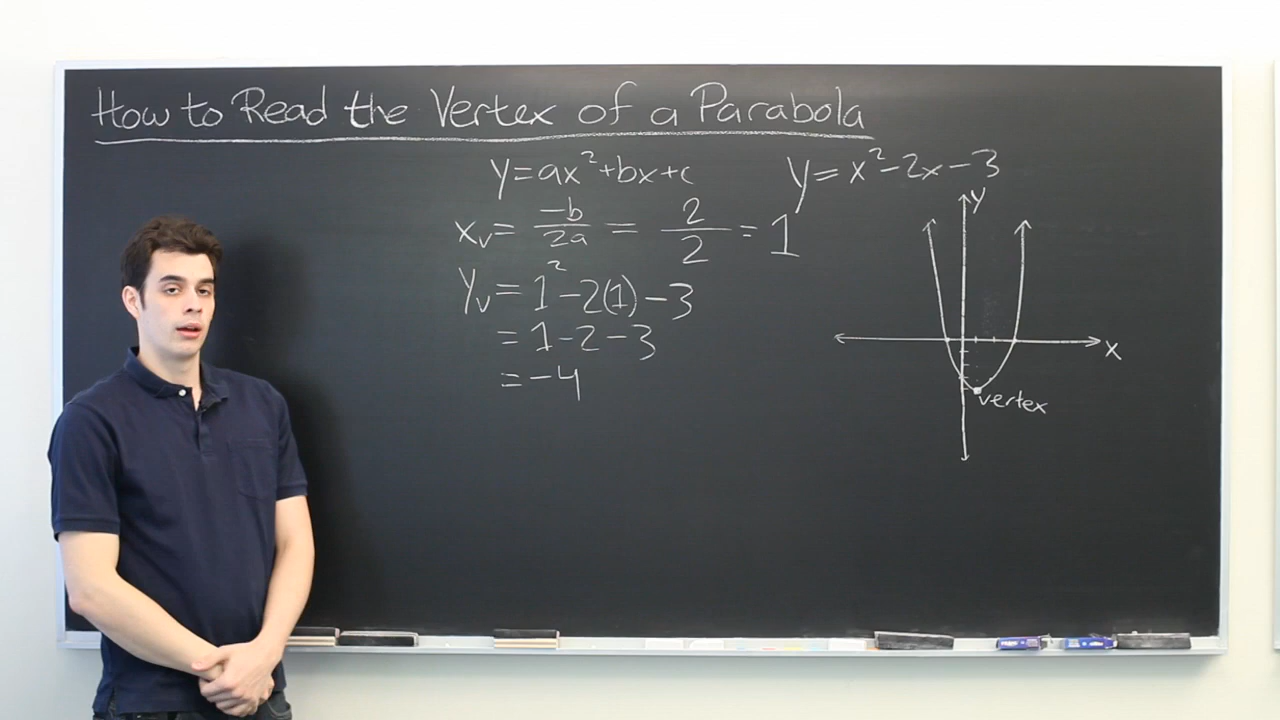 How to Read the Vertex of a Parabola
y=ax²+bx+c
y=x²-2x-3
xᵥ= -b/2a = 2/2 = 1
yᵥ=1²-2(1)-3
=1-2-3
=-4
y
x
vertex